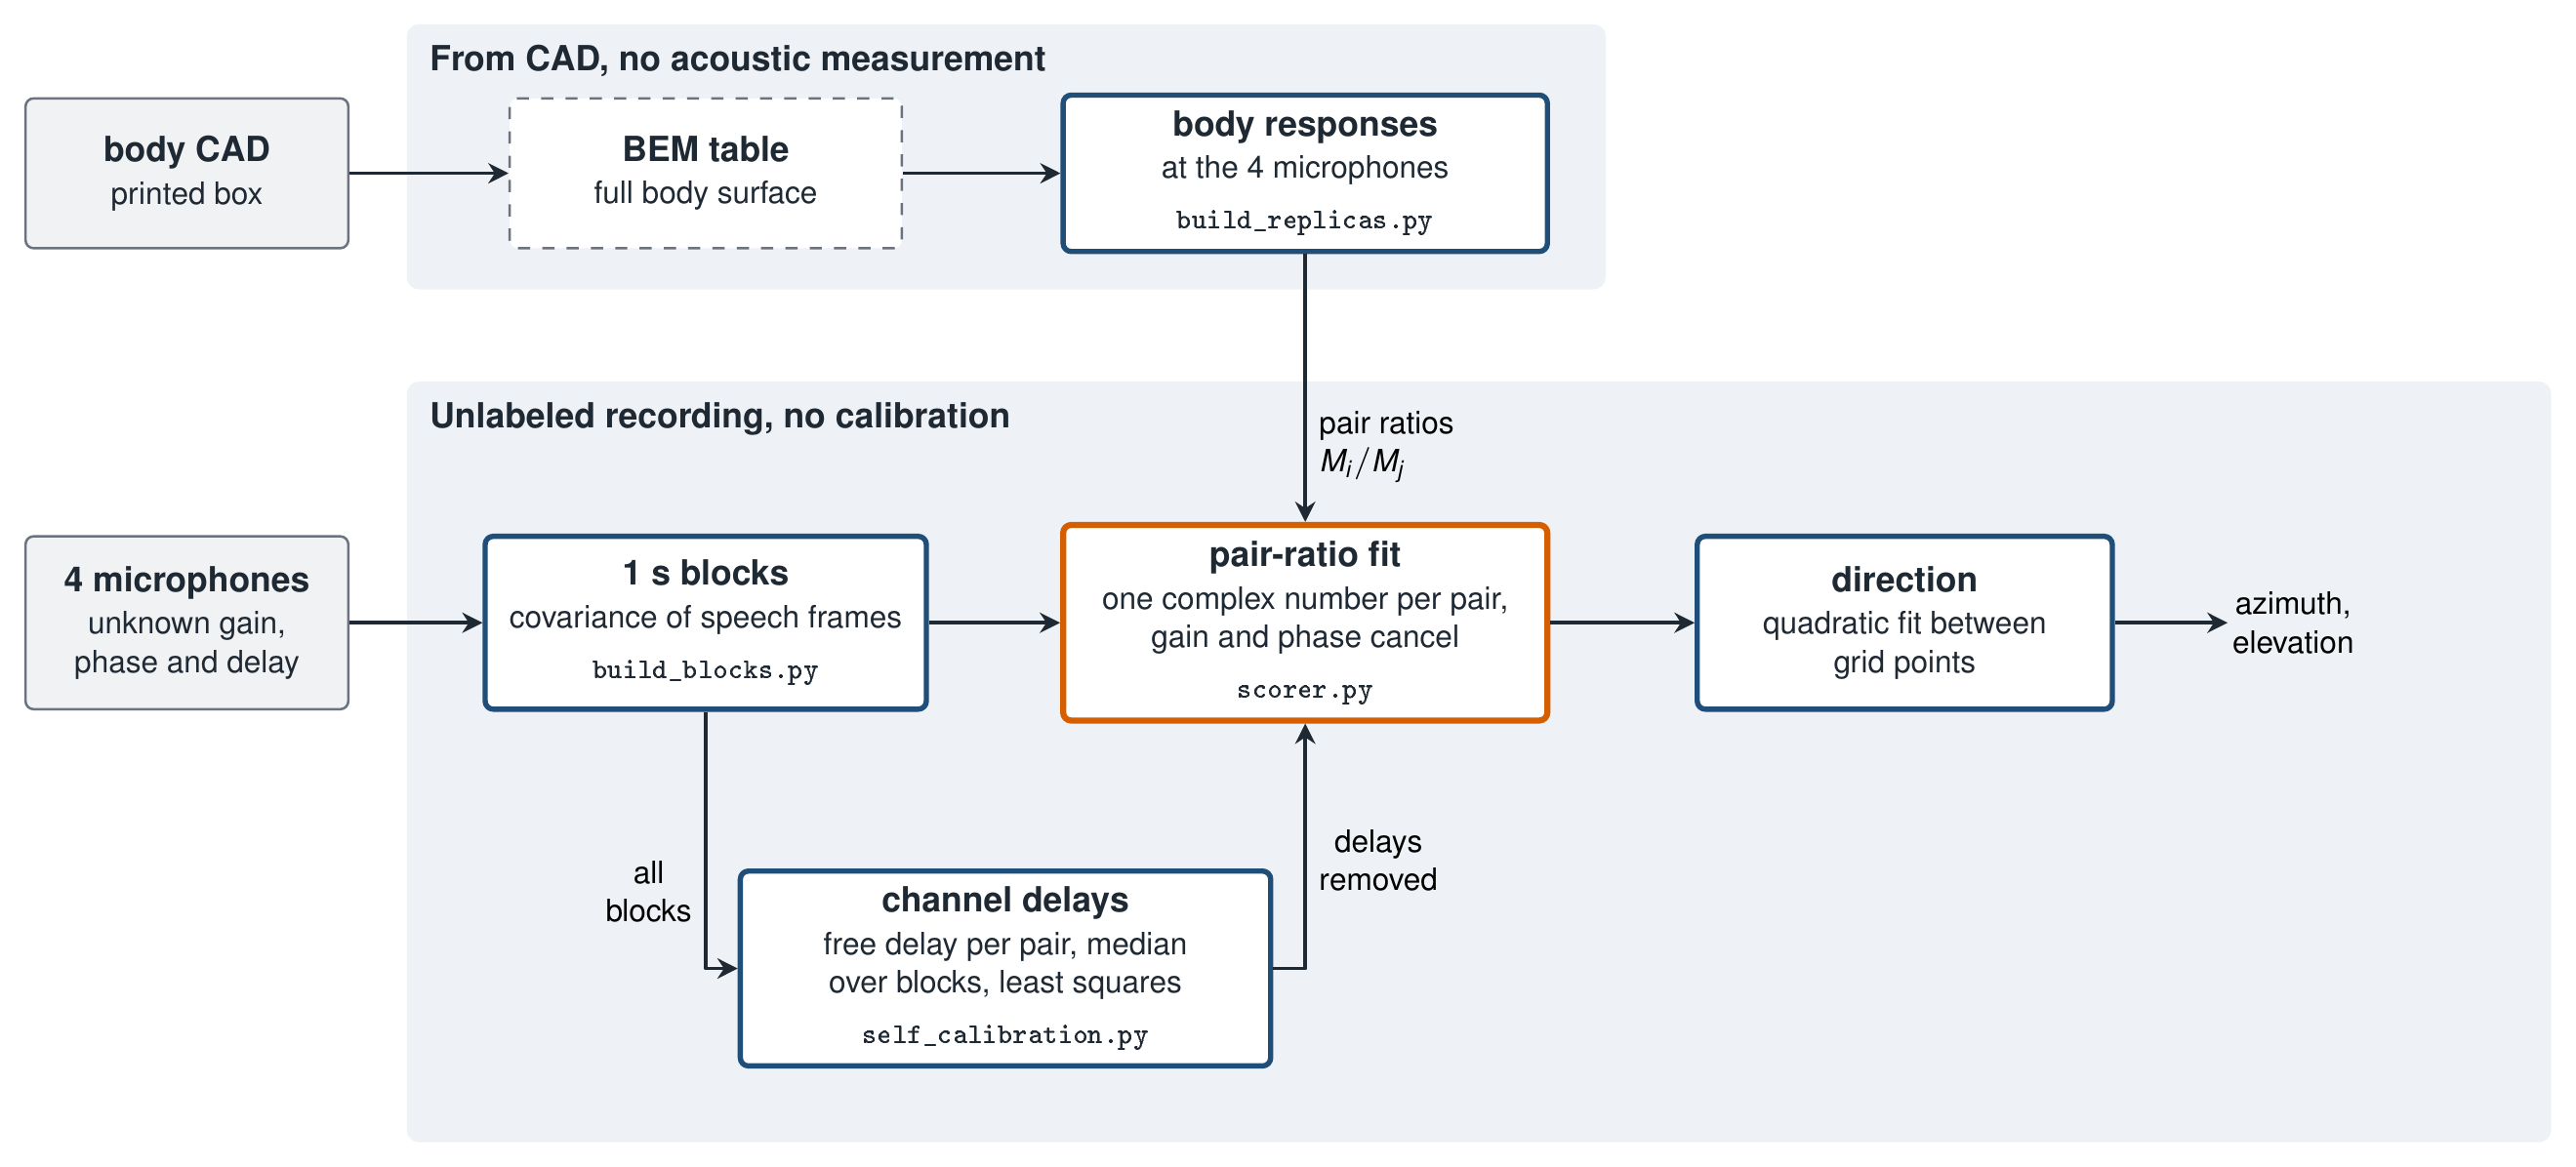 From CAD, no acoustic measurement
body CAD
printed box
BEM table
full body surface
body responses
at the 4 microphones
build_replicas.py
pair ratios
M_i/M_j
Unlabeled recording, no calibration
4 microphones
unknown gain,
phase and delay
1 s blocks
covariance of speech frames
build_blocks.py
pair-ratio fit
one complex number per pair,
gain and phase cancel
scorer.py
direction
quadratic fit between
grid points
azimuth,
elevation
all
blocks
channel delays
free delay per pair, median
over blocks, least squares
self_calibration.py
delays
removed